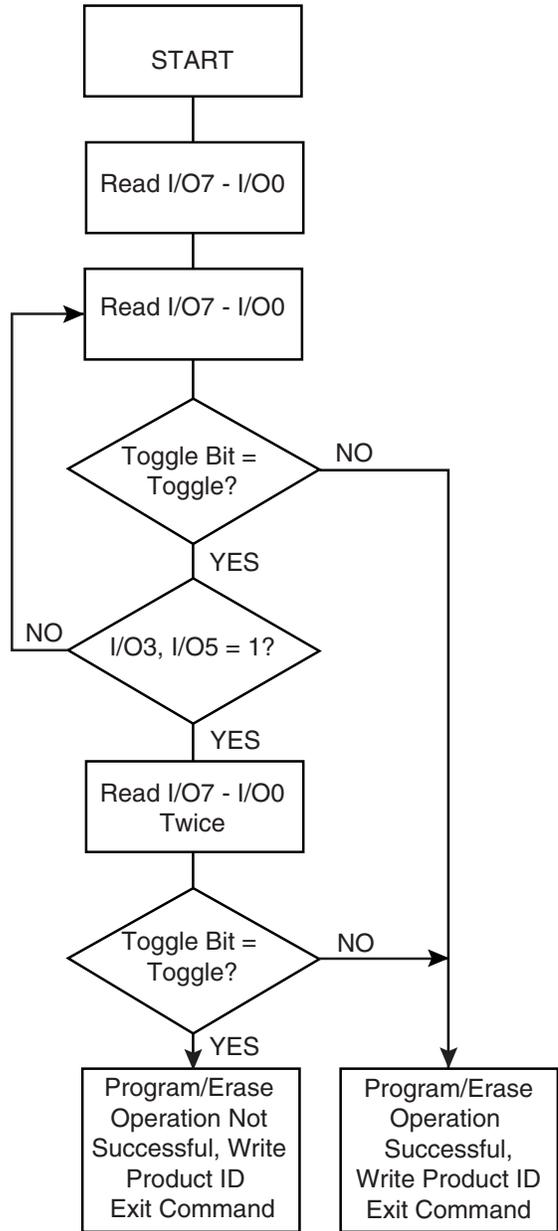 START
Read I/O7 - I/O0
Read I/O7 - I/O0
Toggle Bit =
Toggle?
NO
YES
NO
I/O3, I/O5 = 1?
YES
Read I/O7 - I/O0
Twice
Toggle Bit =
Toggle?
NO
YES
Program/Erase
Operation Not
Successful, Write
Product ID
Exit Command
Program/Erase
Operation
Successful,
Write Product ID
Exit Command